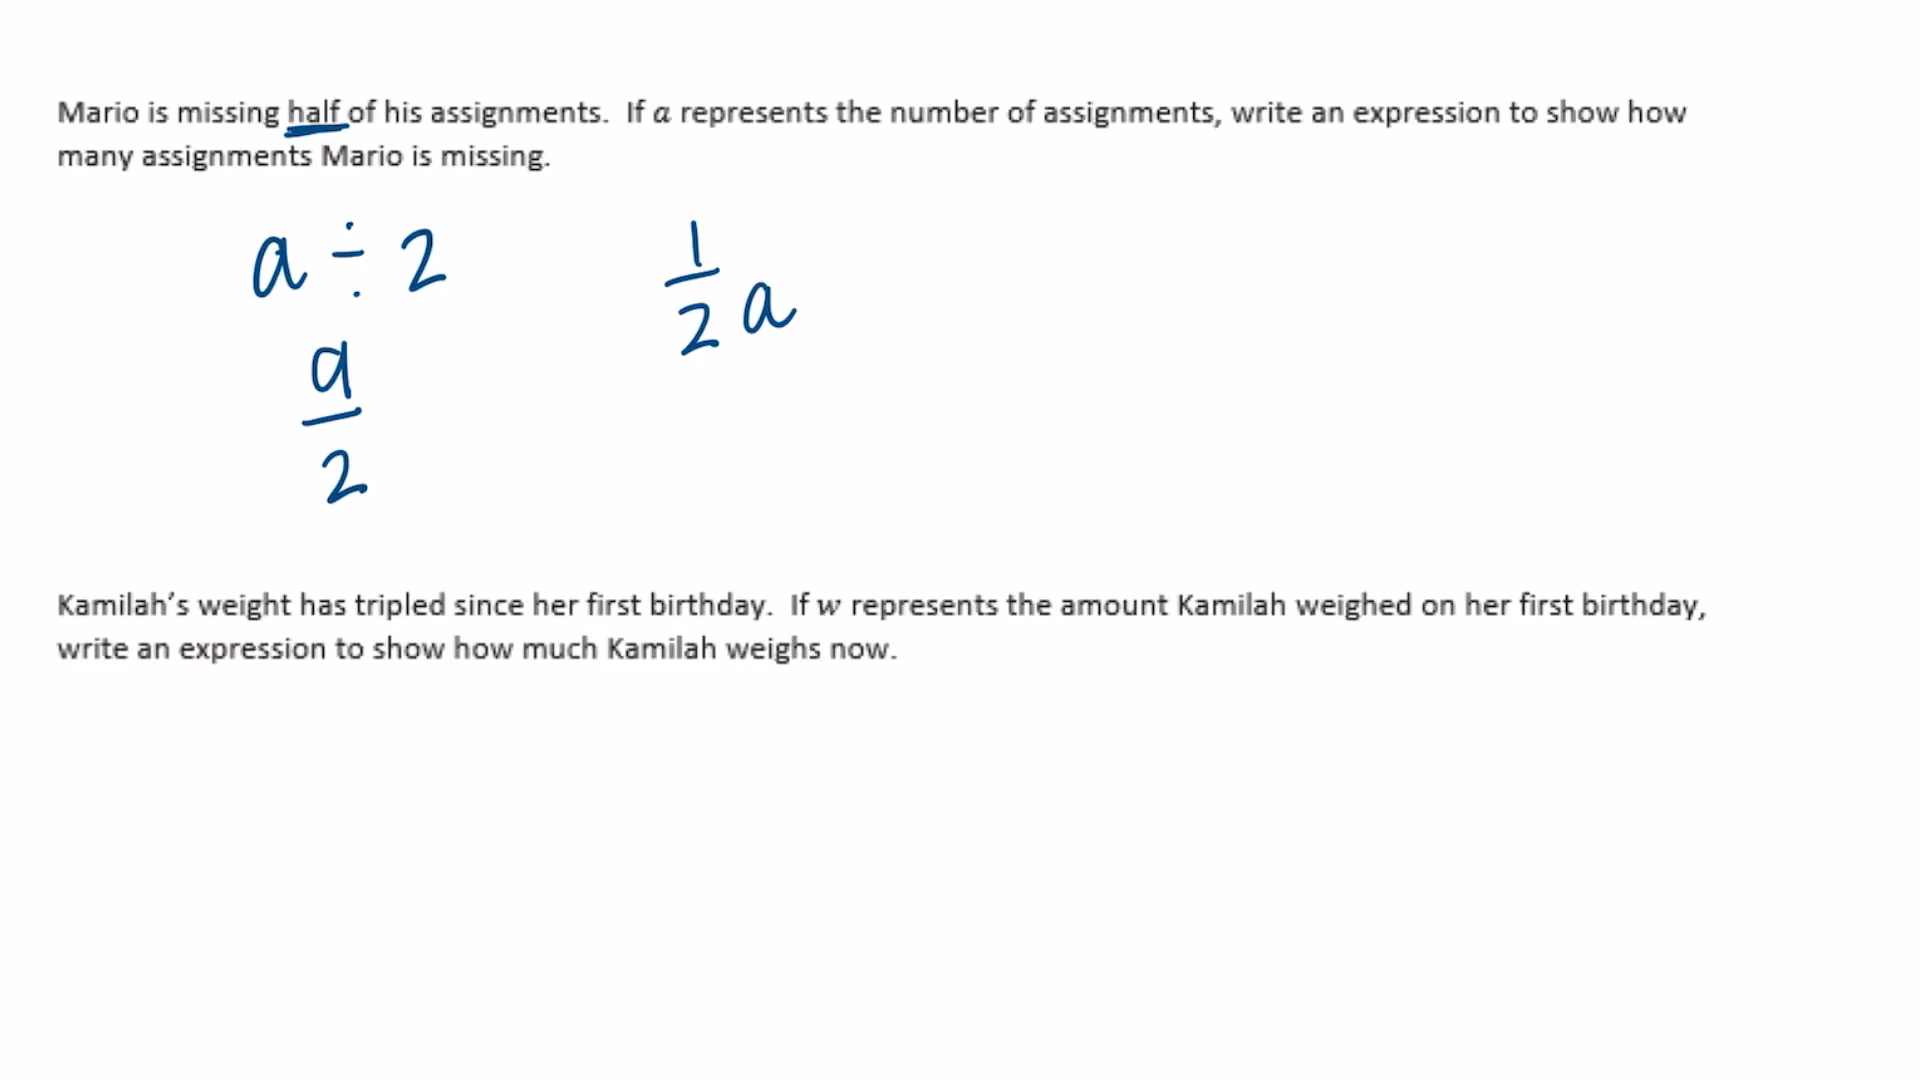 Mario is missing half of his assignments.  If a represents the number of assignments, write an expression to show how
many assignments Mario is missing.
a ÷ 2
a
—
2
1
—
2 a
Kamilah’s weight has tripled since her first birthday.  If w represents the amount Kamilah weighed on her first birthday,
write an expression to show how much Kamilah weighs now.